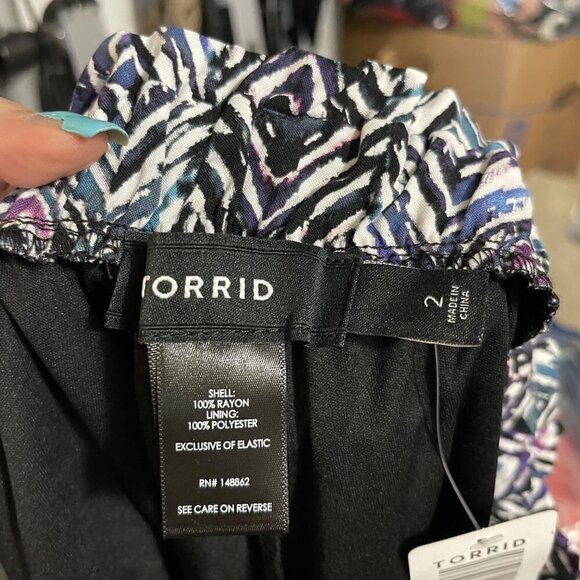 TORRID
2
MADE IN
CHINA
SHELL:
100% RAYON
LINING:
100% POLYESTER
EXCLUSIVE OF ELASTIC
RN# 148862
SEE CARE ON REVERSE
TORRID